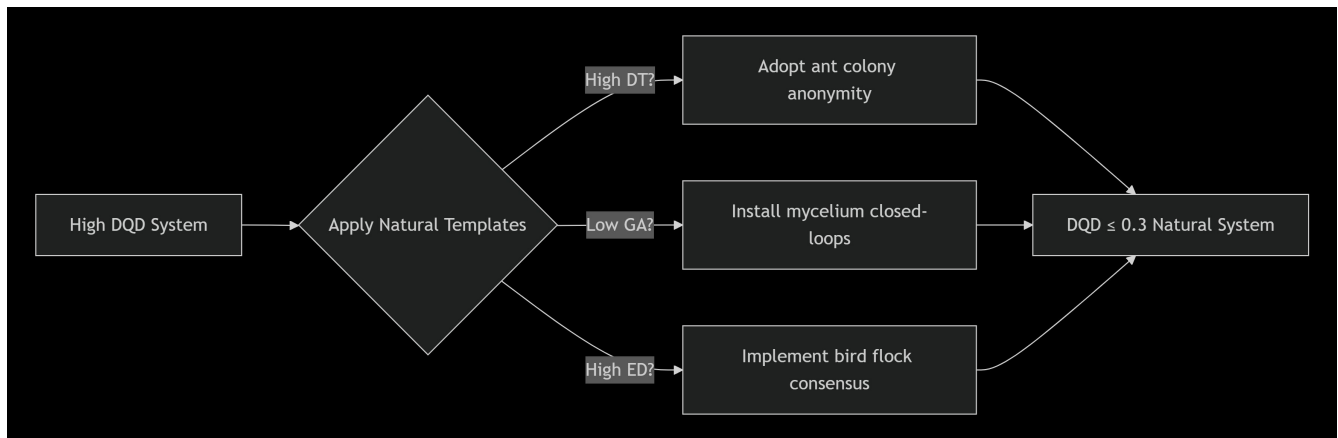 High DQD System
Apply Natural Templates
High DT?
Adopt ant colony
anonymity
Low GA?
Install mycelium closed-
loops
High ED?
Implement bird flock
consensus
DQD ≤ 0.3 Natural System